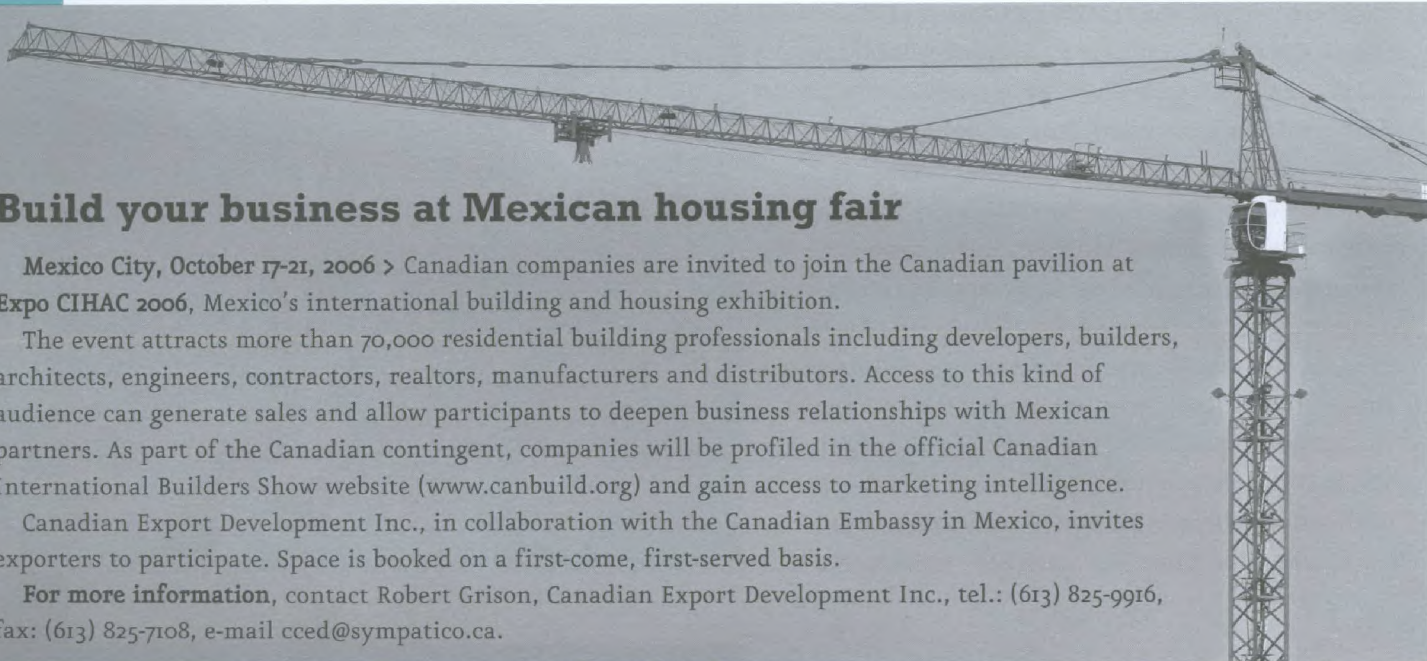 Build your business at Mexican housing fair
Mexico City, October 17-21, 2006 > Canadian companies are invited to join the Canadian pavilion at
Expo CIHAC 2006, Mexico's international building and housing exhibition.
The event attracts more than 70,000 residential building professionals including developers, builders,
architects, engineers, contractors, realtors, manufacturers and distributors. Access to this kind of
audience can generate sales and allow participants to deepen business relationships with Mexican
partners. As part of the Canadian contingent, companies will be profiled in the official Canadian
International Builders Show website (www.canbuild.org) and gain access to marketing intelligence.
Canadian Export Development Inc., in collaboration with the Canadian Embassy in Mexico, invites
exporters to participate. Space is booked on a first-come, first-served basis.
For more information, contact Robert Grison, Canadian Export Development Inc., tel.: (613) 825-9916,
fax: (613) 825-7108, e-mail cced@sympatico.ca.